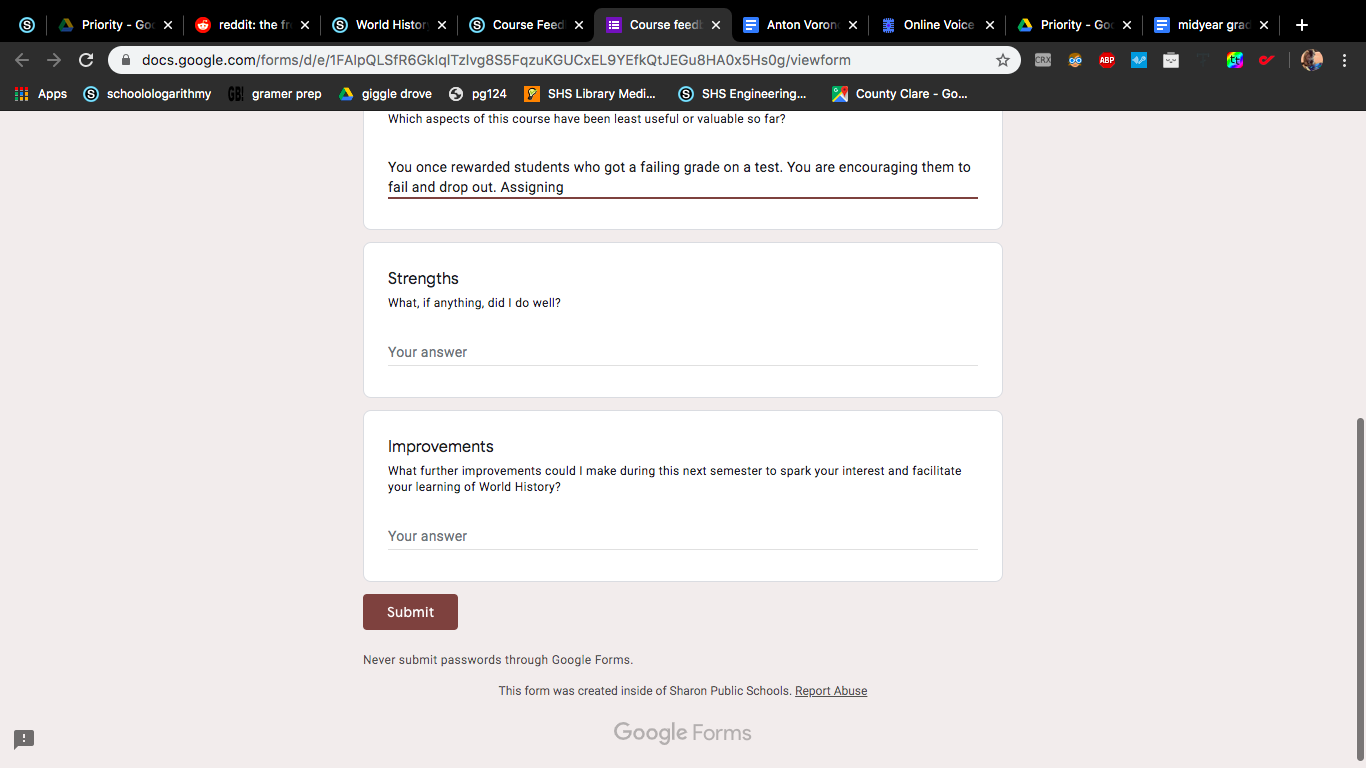 Priority - Go
reddit: the fr
World Histor
Course Feed
Course feed
Anton Voron
Online Voice
Priority - Go
midyear grad
docs.google.com/forms/d/e/1FAIpQLSfR6GkIqlTzlvg8S5FqzuKGUCxEL9YEfkQtJEGu8HA0x5Hs0g/viewform
CRX
ABP
Apps
schoolologarithmy
GB!
gramer prep
giggle drove
pg124
SHS Library Medi...
SHS Engineering...
County Clare - Go...
Which aspects of this course have been least useful or valuable so far?
You once rewarded students who got a failing grade on a test. You are encouraging them to
fail and drop out. Assigning
Strengths
What, if anything, did I do well?
Your answer
Improvements
What further improvements could I make during this next semester to spark your interest and facilitate
your learning of World History?
Your answer
Submit
Never submit passwords through Google Forms.
This form was created inside of Sharon Public Schools. Report Abuse
Google Forms